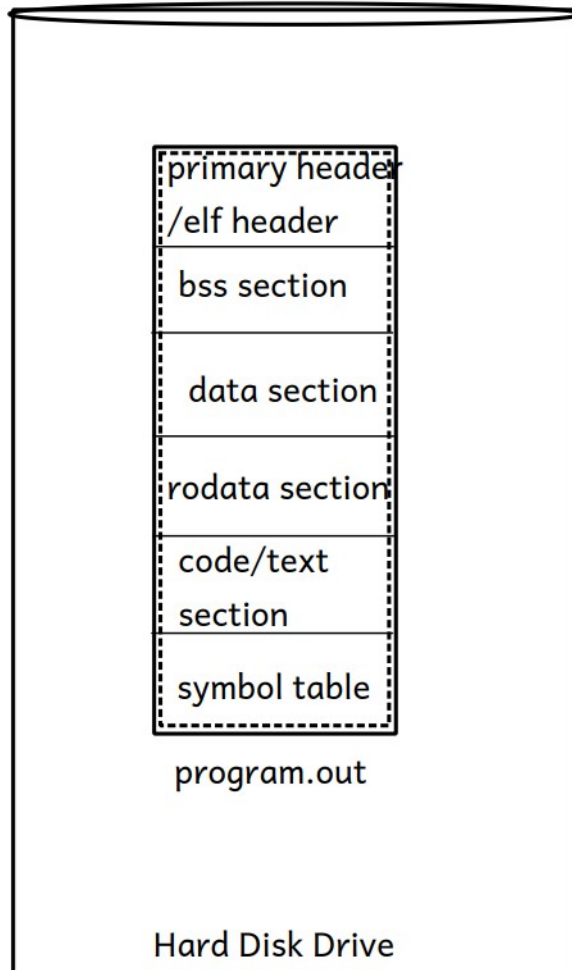 primary header
/elf header
bss section
data section
rodata section
code/text
section
symbol table
program.out
Hard Disk Drive